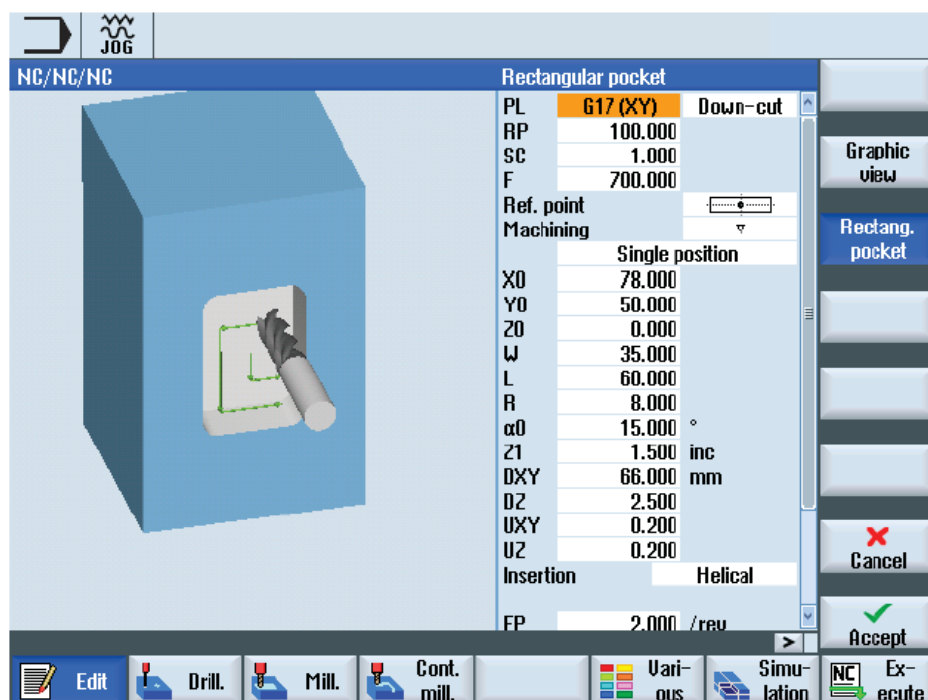 JOG
NC/NC/NC
Rectangular pocket
PL G17 (XY) Down-cut
RP 100.000
SC 1.000
F 700.000
Ref. point
Machining ▽
Single position
X0 78.000
Y0 50.000
Z0 0.000
W 35.000
L 60.000
R 8.000
α0 15.000 °
Z1 1.500 inc
DXY 66.000 mm
DZ 2.500
UXY 0.200
UZ 0.200
Insertion Helical
EP 2.000 /rev
>
Graphic
view
Rectang.
pocket
Cancel
Accept
Edit
Drill.
Mill.
Cont.
mill.
Vari-
ous
Simu-
lation
NC Ex-
ecute